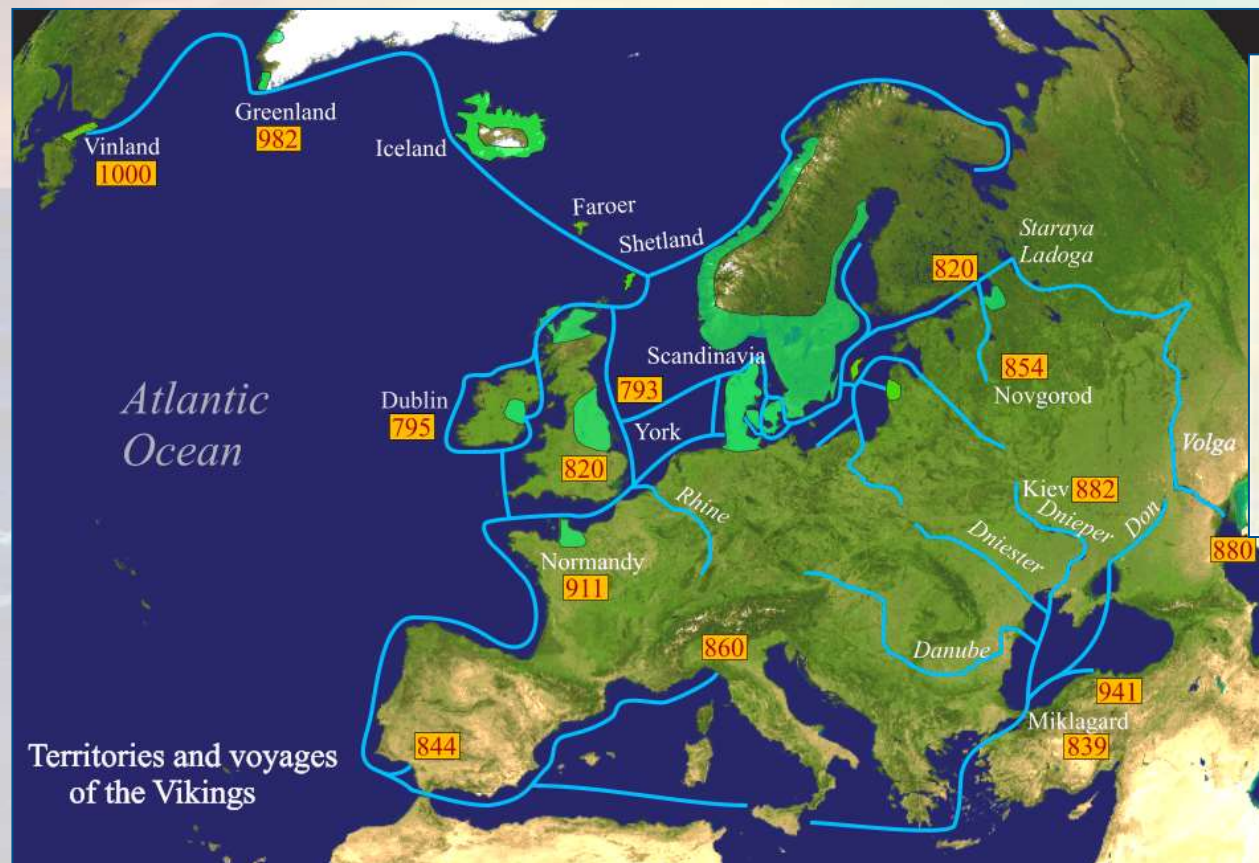 Greenland
982
Vinland
1000
Iceland
Faroer
Shetland
Staraya
Ladoga
820
Scandinavia
793
854
Novgorod
Dublin
795
York
Atlantic
Ocean
820
Volga
Rhine
Kiev 882
Dnieper
Don
Dniester
880
Normandy
911
860
Danube
941
Miklagard
839
844
Territories and voyages
of the Vikings